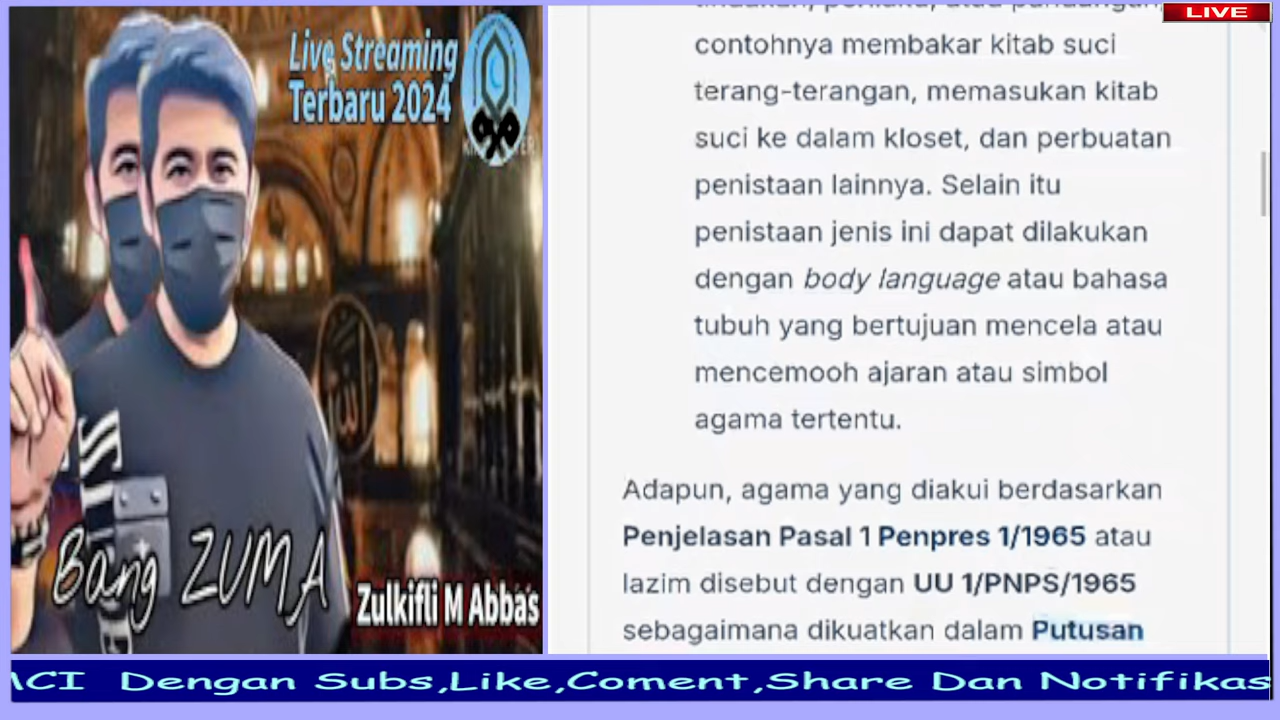 LIVE
Live Streaming
Terbaru 2024
Bang ZUMA
Zulkifli M Abbas
contohnya membakar kitab suci
terang-terangan, memasukan kitab
suci ke dalam kloset, dan perbuatan
penistaan lainnya. Selain itu
penistaan jenis ini dapat dilakukan
dengan body language atau bahasa
tubuh yang bertujuan mencela atau
mencemooh ajaran atau simbol
agama tertentu.
Adapun, agama yang diakui berdasarkan
Penjelasan Pasal 1 Penpres 1/1965 atau
lazim disebut dengan UU 1/PNPS/1965
sebagaimana dikuatkan dalam Putusan
Dengan Subs,Like,Coment,Share Dan Notifikas